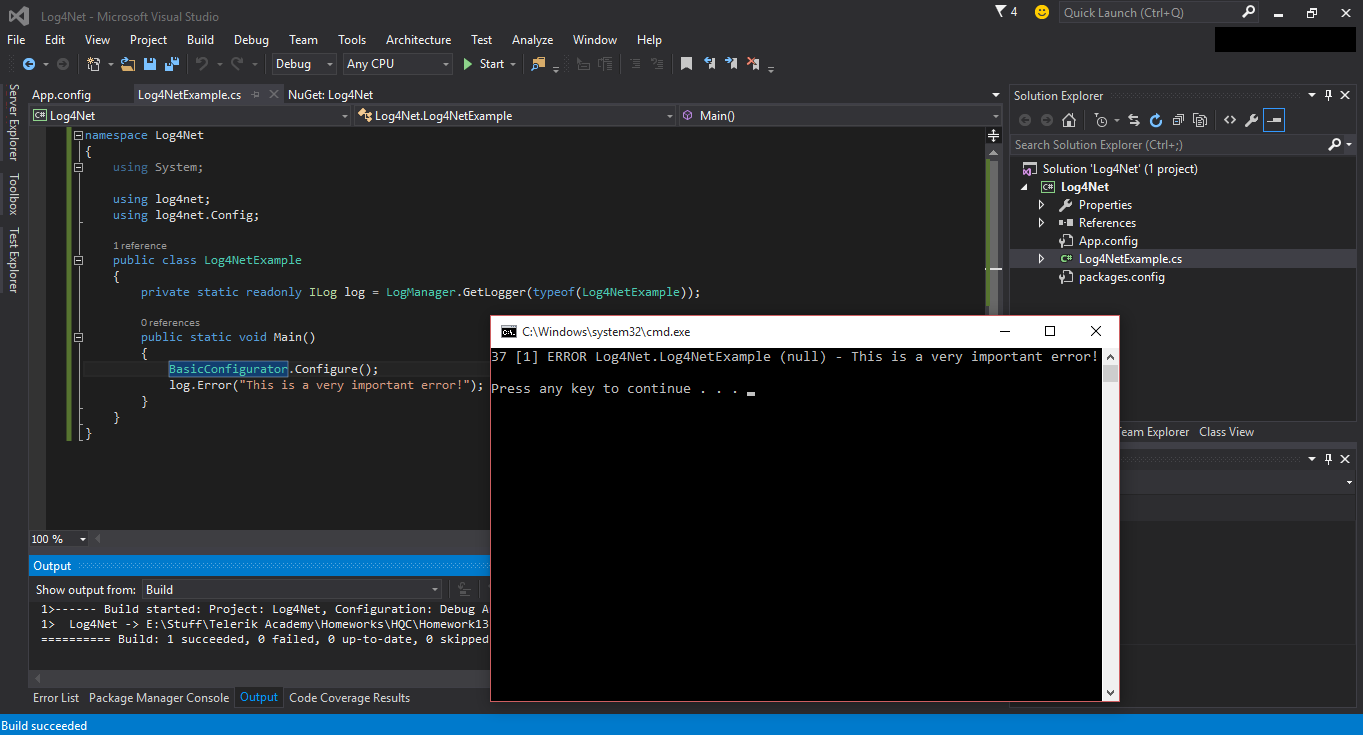 Log4Net - Microsoft Visual Studio
4
Quick Launch (Ctrl+Q)
File Edit View Project Build Debug Team Tools Architecture Test Analyze Window Help
Debug Any CPU Start
Server Explorer
Toolbox
Test Explorer
App.config Log4NetExample.cs NuGet: Log4Net
C# Log4Net Log4Net.Log4NetExample Main()
namespace Log4Net
{
using System;
using log4net;
using log4net.Config;
1 reference
public class Log4NetExample
{
private static readonly ILog log = LogManager.GetLogger(typeof(Log4NetExample));
0 references
public static void Main()
{
BasicConfigurator.Configure();
log.Error("This is a very important error!");
}
}
}
100 %
Output
Show output from: Build
1>------ Build started: Project: Log4Net, Configuration: Debug A
1> Log4Net -> E:\Stuff\Telerik Academy\Homeworks\HQC\Homework13
========== Build: 1 succeeded, 0 failed, 0 up-to-date, 0 skipped
Error List Package Manager Console Output Code Coverage Results
Build succeeded
C:\Windows\system32\cmd.exe
37 [1] ERROR Log4Net.Log4NetExample (null) - This is a very important error!
Press any key to continue . . .
Solution Explorer
Search Solution Explorer (Ctrl+;)
Solution 'Log4Net' (1 project)
C# Log4Net
Properties
References
App.config
C# Log4NetExample.cs
packages.config
Team Explorer Class View